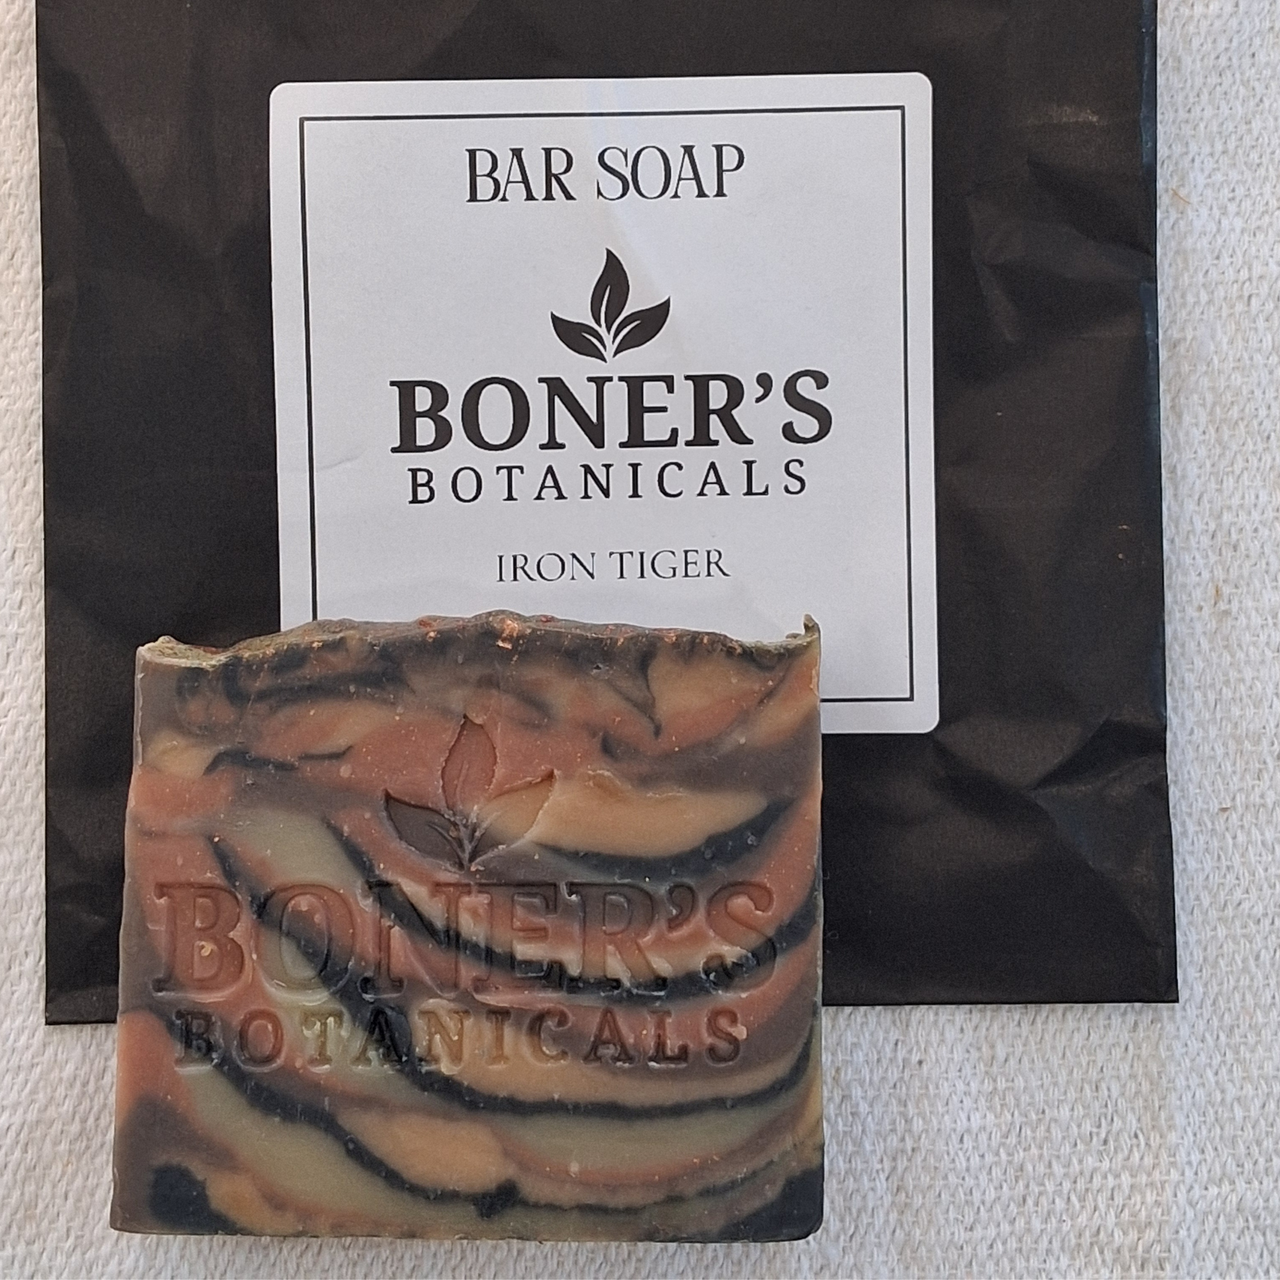 BAR SOAP
BONER'S
BOTANICALS
IRON TIGER
BONER'S
BOTANICALS